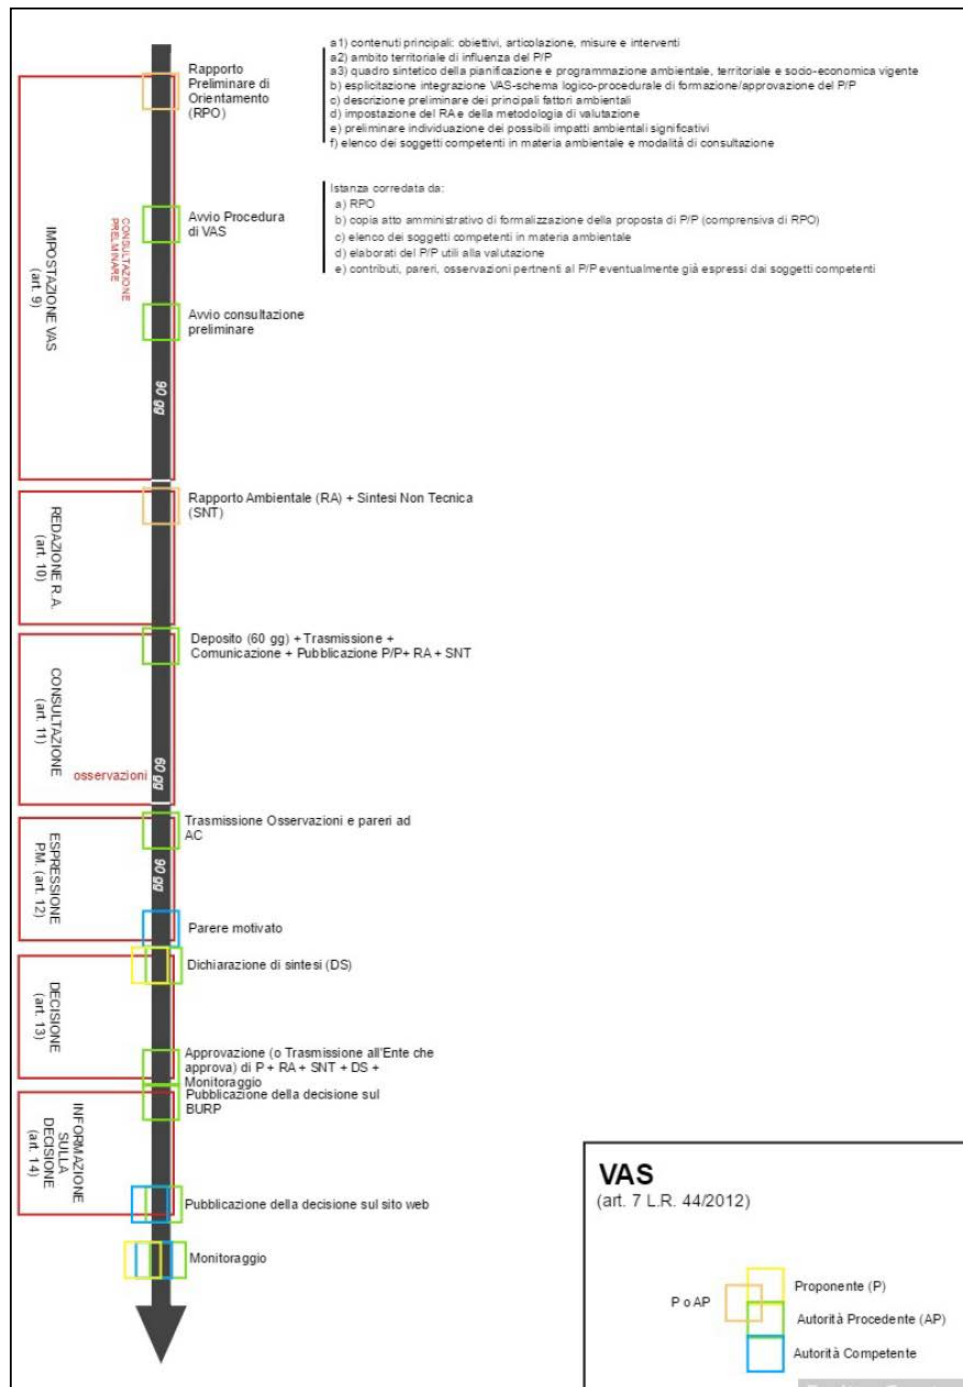 a1) contenuti principali: obiettivi, articolazione, misure e interventi
a2) ambito territoriale di influenza del P/P
a3) quadro sintetico della pianificazione e programmazione ambientale, territoriale e socio-economica vigente
b) esplicitazione integrazione VAS-schema logico-procedurale di formazione/approvazione del P/P
c) descrizione preliminare dei principali fattori ambientali
d) impostazione del RA e della metodologia di valutazione
e) preliminare individuazione dei possibili impatti ambientali significativi
f) elenco dei soggetti competenti in materia ambientale e modalità di consultazione
Rapporto
Preliminare di
Orientamento
(RPO)
Istanza corredata da:
a) RPO
b) copia atto amministrativo di formalizzazione della proposta di P/P (comprensiva di RPO)
c) elenco dei soggetti competenti in materia ambientale
d) elaborati del P/P utili alla valutazione
e) contributi, pareri, osservazioni pertnenti al P/P eventualmente già espressi dai soggetti competenti
Avvio Procedura
di VAS
CONSULTAZIONE
PRELMINARE
IMPOSTAZIONE VAS
(art. 9)
Avvio consultazione
preliminare
90 gg
Rapporto Ambientale (RA) + Sintesi Non Tecnica
(SNT)
REDAZIONE R.A.
(art. 10)
Deposito (60 gg) + Trasmissione +
Comunicazione + Pubblicazione P/P+ RA + SNT
CONSULTAZIONE
(art. 11)
osservazioni
60 gg
Trasmissione Osservazioni e pareri ad
AC
ESPRESSIONE
P.M. (art. 12)
90 gg
Parere motivato
Dichiarazione di sintesi (DS)
DECISIONE
(art. 13)
Approvazione (o Trasmissione all'Ente che
approva) di P + RA + SNT + DS +
Monitoraggio
Pubblicazione della decisione sul
BURP
INFORMAZIONE
SULLA
DECISIONE
(art. 14)
Pubblicazione della decisione sul sito web
Monitoraggio
VAS
(art. 7 L.R. 44/2012)
P o AP
Proponente (P)
Autorità Procedente (AP)
Autorità Competente